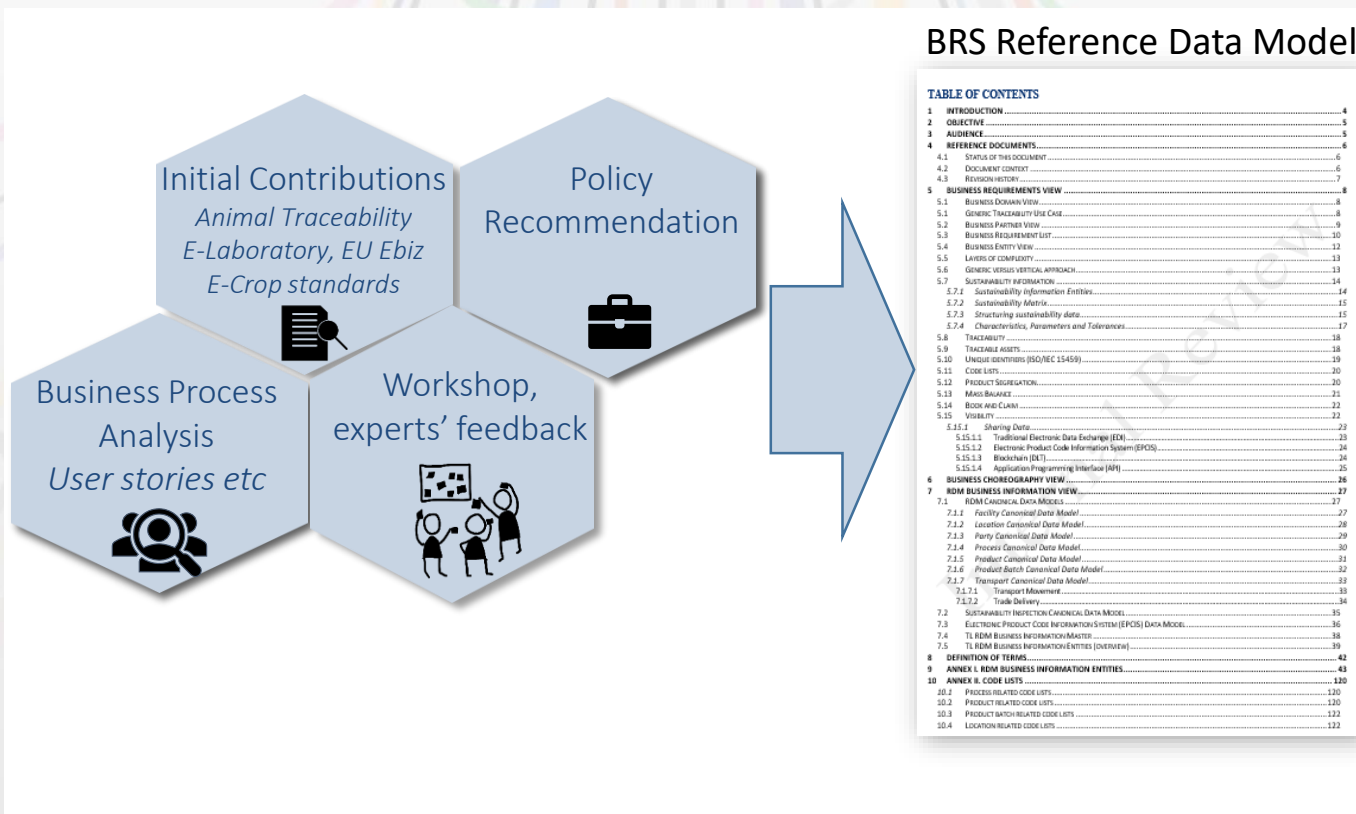 BRS Reference Data Model
Initial Contributions
Animal Traceability
E-Laboratory, EU Ebiz
E-Crop standards
Policy
Recommendation
Business Process
Analysis
User stories etc
Workshop,
experts’ feedback
TABLE OF CONTENTS
1 INTRODUCTION 4
2 OBJECTIVE 5
3 AUDIENCE 5
4 REFERENCE DOCUMENTS 6
4.1 STATUS OF THIS DOCUMENT 6
4.2 DOCUMENT CONTEXT 6
4.3 REVISION HISTORY 7
5 BUSINESS REQUIREMENTS VIEW 8
5.1 BUSINESS DOMAIN VIEW 8
5.1 GENERIC TRACEABILITY USE CASE 8
5.2 BUSINESS PARTNER VIEW 9
5.3 BUSINESS REQUIREMENT LIST 10
5.4 BUSINESS ENTITY VIEW 12
5.5 LAYERS OF COMPLEXITY 13
5.6 GENERIC VERSUS VERTICAL APPROACH 13
5.7 SUSTAINABILITY INFORMATION 14
5.7.1 Sustainability Information Entities 14
5.7.2 Sustainability Matrix 15
5.7.3 Structuring sustainability data 15
5.7.4 Characteristics, Parameters and Tolerances 17
5.8 TRACEABILITY 18
5.9 TRACEABLE ASSETS 18
5.10 UNIQUE IDENTIFIERS (ISO/IEC 15459) 19
5.11 CODE LISTS 20
5.12 PRODUCT SEGREGATION 20
5.13 MASS BALANCE 21
5.14 BOOK AND CLAIM 22
5.15 VISIBILITY 22
5.15.1 Sharing Data 23
5.15.1.1 Traditional Electronic Data Exchange (EDI) 23
5.15.1.2 Electronic Product Code Information System (EPCIS) 24
5.15.1.3 Blockchain (DLT) 24
5.15.1.4 Application Programming Interface (API) 25
6 BUSINESS CHOREOGRAPHY VIEW 26
7 RDM BUSINESS INFORMATION VIEW 27
7.1 RDM CANONICAL DATA MODELS 27
7.1.1 Facility Canonical Data Model 27
7.1.2 Location Canonical Data Model 28
7.1.3 Party Canonical Data Model 29
7.1.4 Process Canonical Data Model 30
7.1.5 Product Canonical Data Model 31
7.1.6 Product Batch Canonical Data Model 32
7.1.7 Transport Canonical Data Model 33
7.1.7.1 Transport Movement 33
7.1.7.2 Trade Delivery 34
7.2 SUSTAINABILITY INSPECTION CANONICAL DATA MODEL 35
7.3 ELECTRONIC PRODUCT CODE INFORMATION SYSTEM (EPCIS) DATA MODEL 36
7.4 TL RDM BUSINESS INFORMATION MASTER 38
7.5 TL RDM BUSINESS INFORMATION ENTITIES (OVERVIEW) 39
8 DEFINITION OF TERMS 42
9 ANNEX I. RDM BUSINESS INFORMATION ENTITIES 43
10 ANNEX II. CODE LISTS 120
10.1 PROCESS RELATED CODE LISTS 120
10.2 PRODUCT RELATED CODE LISTS 120
10.3 PRODUCT BATCH RELATED CODE LISTS 122
10.4 LOCATION RELATED CODE LISTS 122
Review